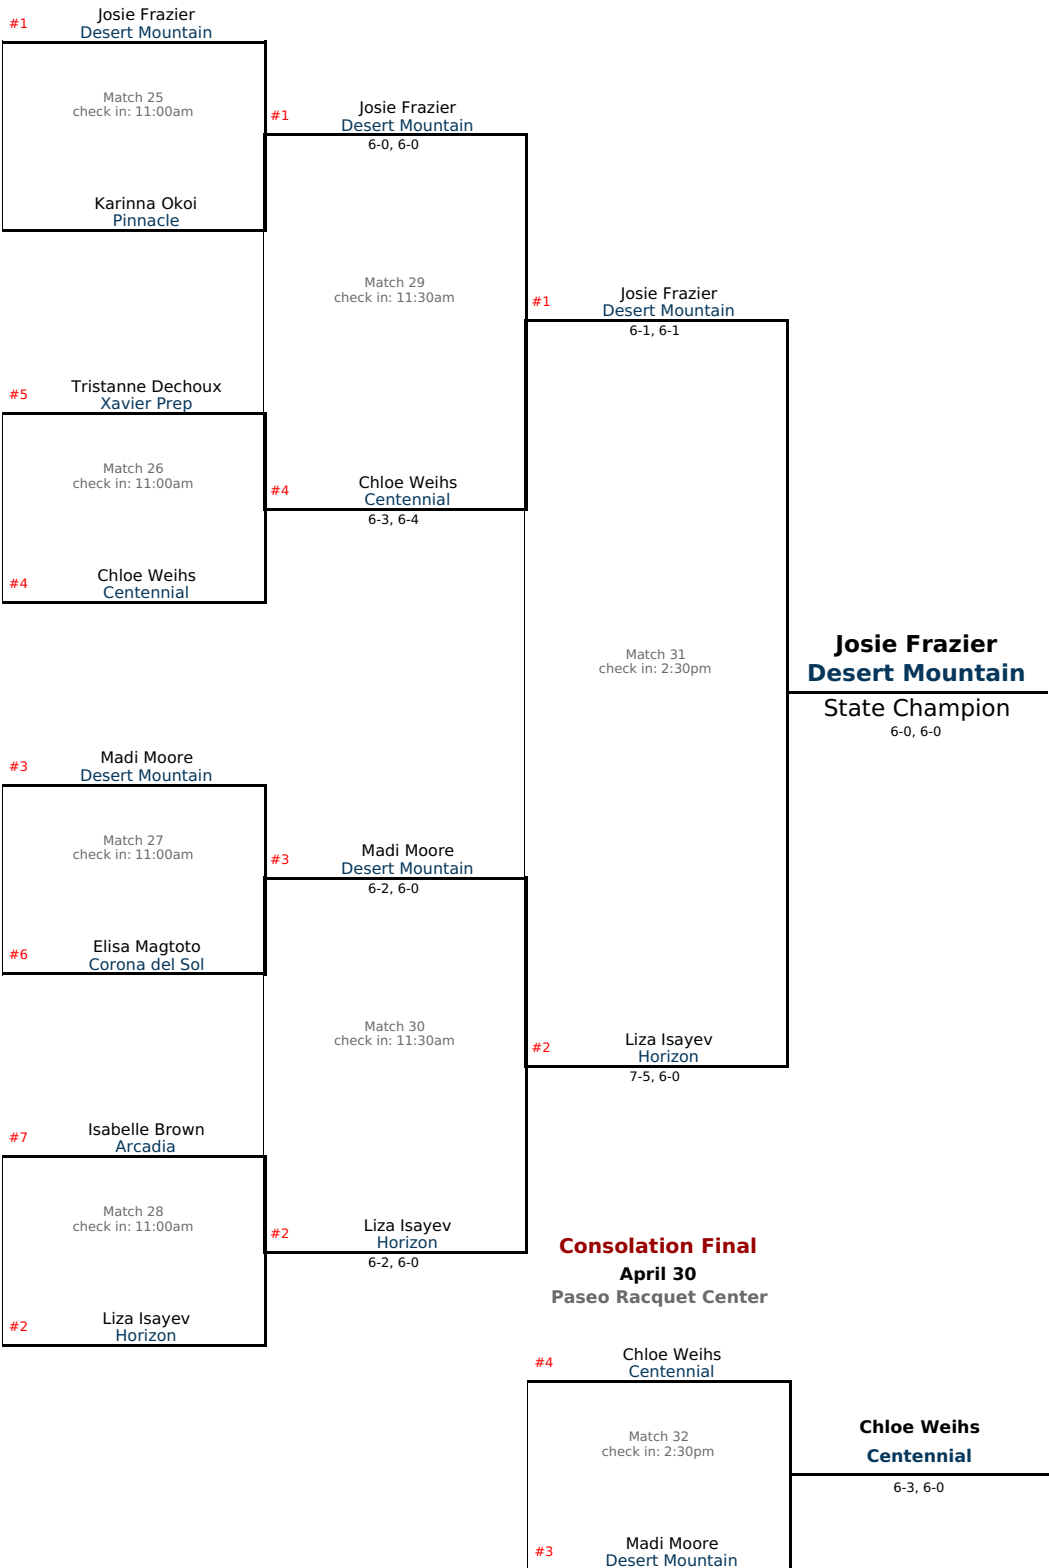 #1
Josie Frazier
Desert Mountain
Match 25
check in: 11:00am
Karinna Okoi
Pinnacle
#1
Josie Frazier
Desert Mountain
6-0, 6-0
Match 29
check in: 11:30am
#5
Tristanne Dechoux
Xavier Prep
Match 26
check in: 11:00am
#4
Chloe Weihs
Centennial
#4
Chloe Weihs
Centennial
6-3, 6-4
#1
Josie Frazier
Desert Mountain
6-1, 6-1
Match 31
check in: 2:30pm
Josie Frazier
Desert Mountain
State Champion
6-0, 6-0
#3
Madi Moore
Desert Mountain
Match 27
check in: 11:00am
#6
Elisa Magtoto
Corona del Sol
#3
Madi Moore
Desert Mountain
6-2, 6-0
Match 30
check in: 11:30am
#7
Isabelle Brown
Arcadia
Match 28
check in: 11:00am
#2
Liza Isayev
Horizon
#2
Liza Isayev
Horizon
6-2, 6-0
#2
Liza Isayev
Horizon
7-5, 6-0
Consolation Final
April 30
Paseo Racquet Center
#4
Chloe Weihs
Centennial
Match 32
check in: 2:30pm
#3
Madi Moore
Desert Mountain
Chloe Weihs
Centennial
6-3, 6-0